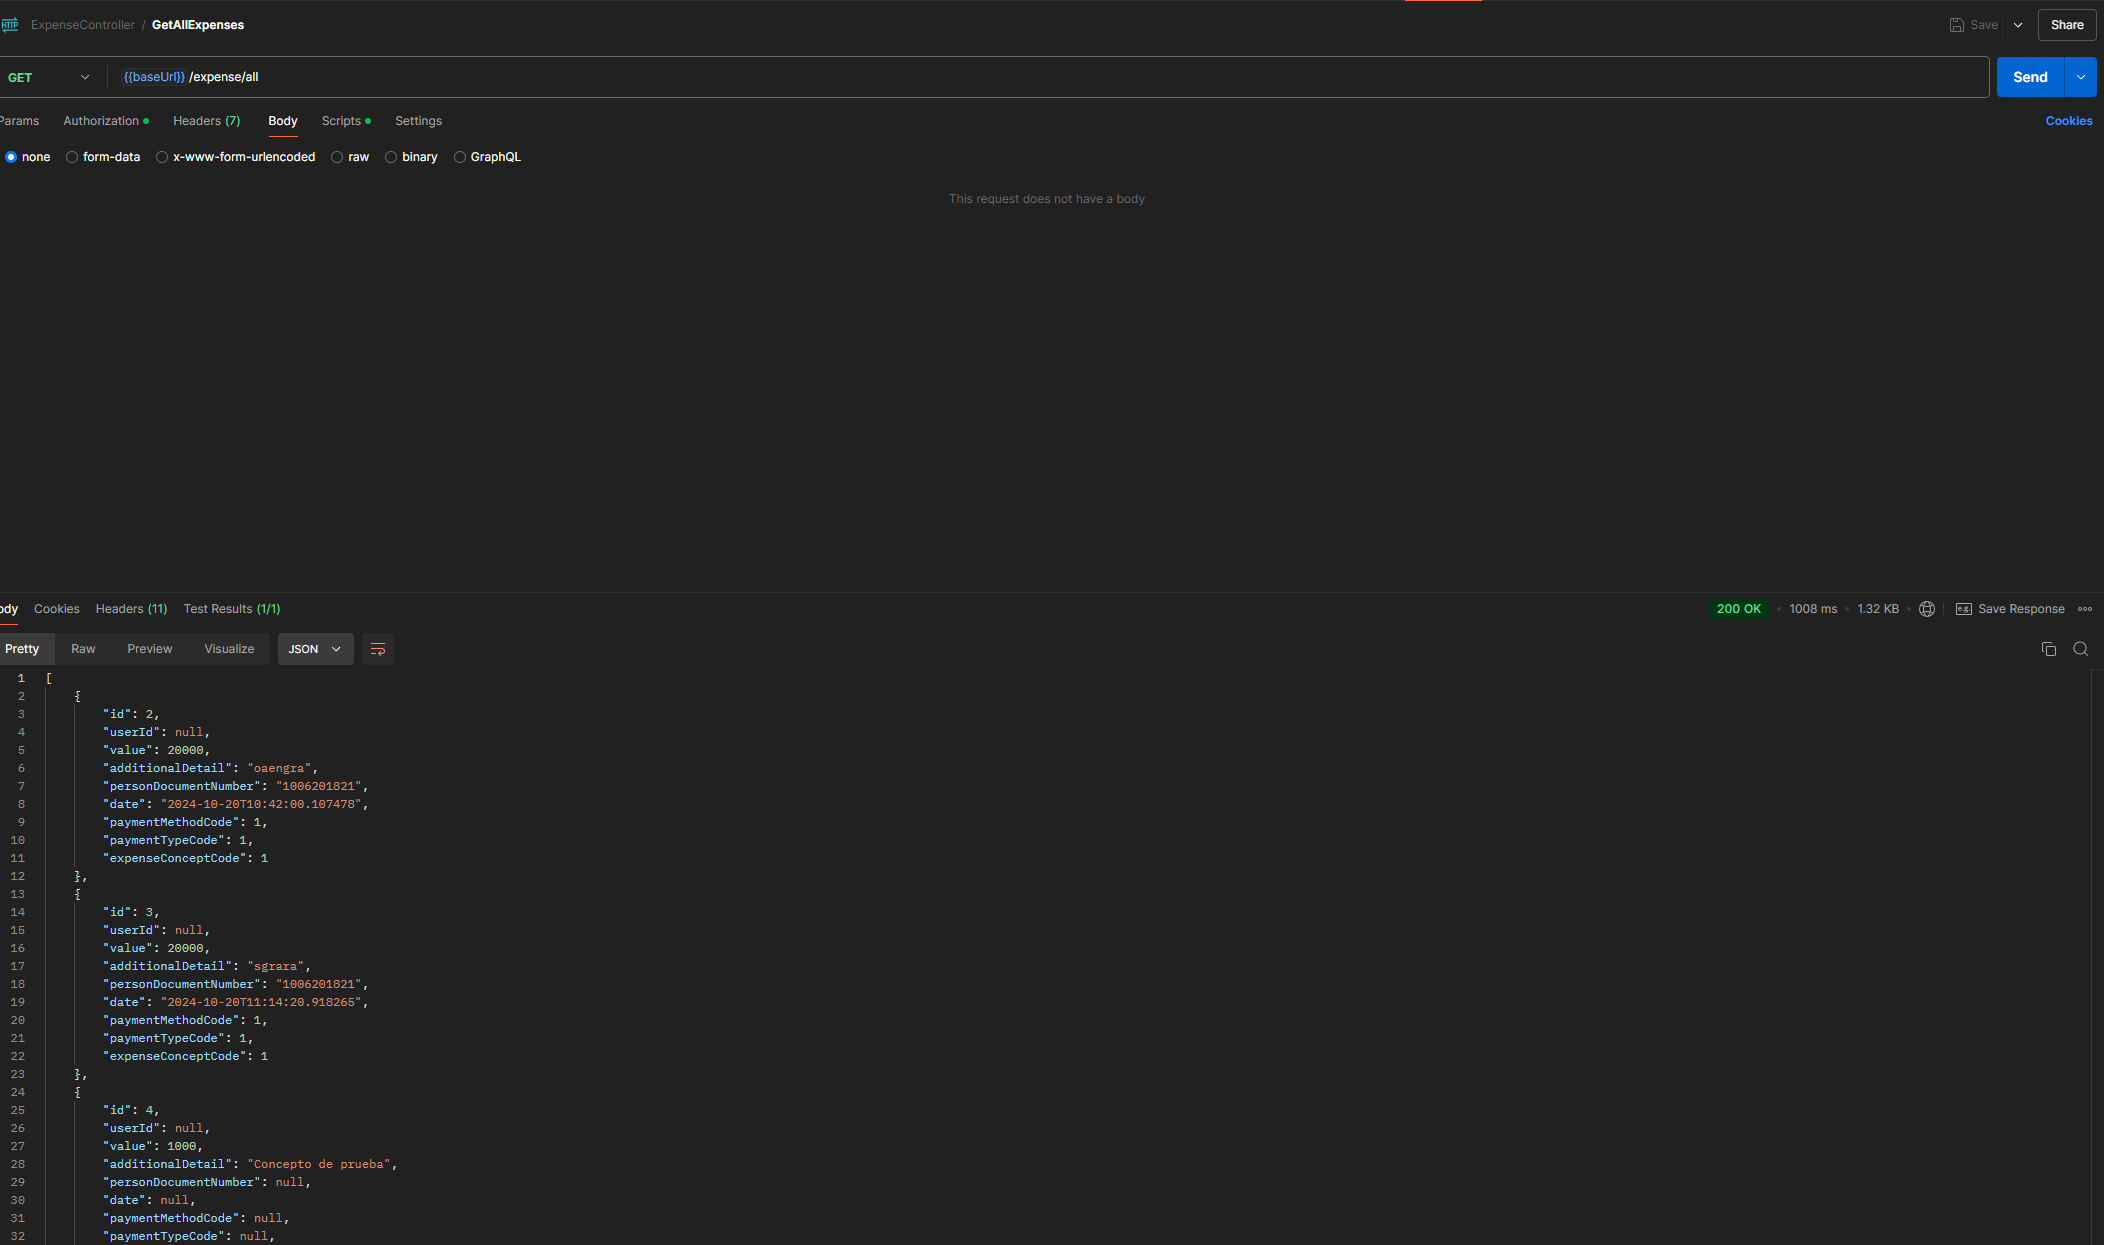 HTTP ExpenseController / GetAllExpenses Save Share
GET {{baseUrl}} /expense/all Send
Params Authorization Headers (7) Body Scripts Settings Cookies
none form-data x-www-form-urlencoded raw binary GraphQL
This request does not have a body
ody Cookies Headers (11) Test Results (1/1) 200 OK 1008 ms 1.32 KB e.g. Save Response
Pretty Raw Preview Visualize JSON
1 [
2 {
3 "id": 2,
4 "userId": null,
5 "value": 20000,
6 "additionalDetail": "oaengra",
7 "personDocumentNumber": "1006201821",
8 "date": "2024-10-20T10:42:00.107478",
9 "paymentMethodCode": 1,
10 "paymentTypeCode": 1,
11 "expenseConceptCode": 1
12 },
13 {
14 "id": 3,
15 "userId": null,
16 "value": 20000,
17 "additionalDetail": "sgrara",
18 "personDocumentNumber": "1006201821",
19 "date": "2024-10-20T11:14:20.918265",
20 "paymentMethodCode": 1,
21 "paymentTypeCode": 1,
22 "expenseConceptCode": 1
23 },
24 {
25 "id": 4,
26 "userId": null,
27 "value": 1000,
28 "additionalDetail": "Concepto de prueba",
29 "personDocumentNumber": null,
30 "date": null,
31 "paymentMethodCode": null,
32 "paymentTypeCode": null,